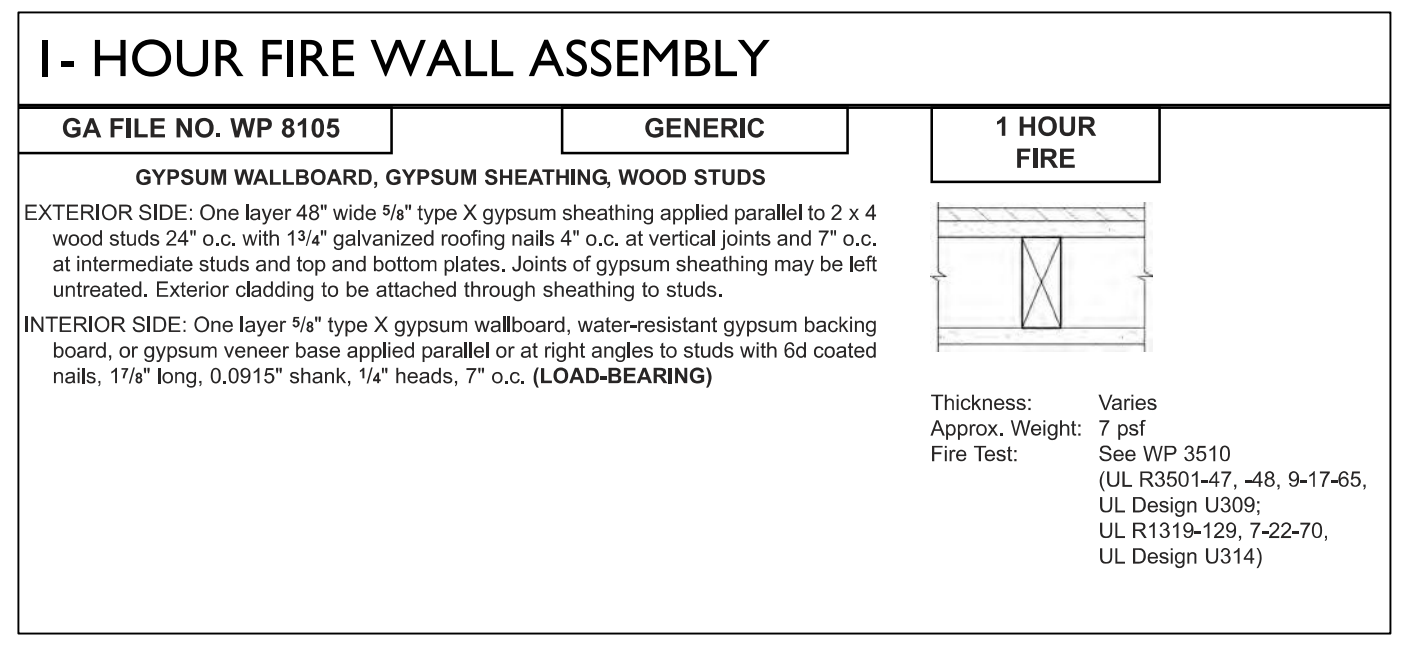 1- HOUR FIRE WALL ASSEMBLY
GA FILE NO. WP 8105
GENERIC
1 HOUR
FIRE
GYPSUM WALLBOARD, GYPSUM SHEATHING, WOOD STUDS
EXTERIOR SIDE: One layer 48" wide 5/8" type X gypsum sheathing applied parallel to 2 x 4
wood studs 24" o.c. with 13/4" galvanized roofing nails 4" o.c. at vertical joints and 7" o.c.
at intermediate studs and top and bottom plates. Joints of gypsum sheathing may be left
untreated. Exterior cladding to be attached through sheathing to studs.
INTERIOR SIDE: One layer 5/8" type X gypsum wallboard, water-resistant gypsum backing
board, or gypsum veneer base applied parallel or at right angles to studs with 6d coated
nails, 17/8" long, 0.0915" shank, 1/4" heads, 7" o.c. (LOAD-BEARING)
Thickness: Varies
Approx. Weight: 7 psf
Fire Test: See WP 3510
(UL R3501-47, -48, 9-17-65,
UL Design U309;
UL R1319-129, 7-22-70,
UL Design U314)